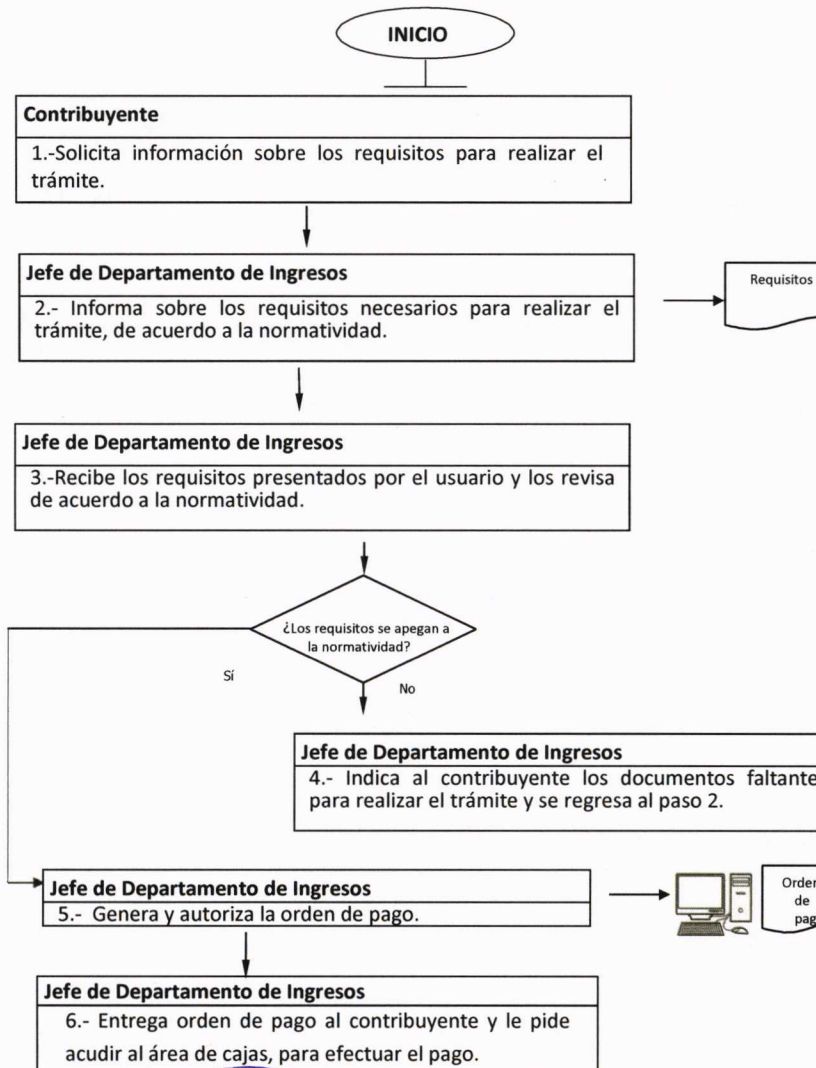 INICIO
Contribuyente
1.-Solicita información sobre los requisitos para realizar el
trámite.
Jefe de Departamento de Ingresos
2.- Informa sobre los requisitos necesarios para realizar el
trámite, de acuerdo a la normatividad.
Requisitos
Jefe de Departamento de Ingresos
3.-Recibe los requisitos presentados por el usuario y los revisa
de acuerdo a la normatividad.
¿Los requisitos se apegan a
la normatividad?
Sí
No
Jefe de Departamento de Ingresos
4.- Indica al contribuyente los documentos faltante
para realizar el trámite y se regresa al paso 2.
Jefe de Departamento de Ingresos
5.- Genera y autoriza la orden de pago.
Orden
de
pag
Jefe de Departamento de Ingresos
6.- Entrega orden de pago al contribuyente y le pide
acudir al área de cajas, para efectuar el pago.